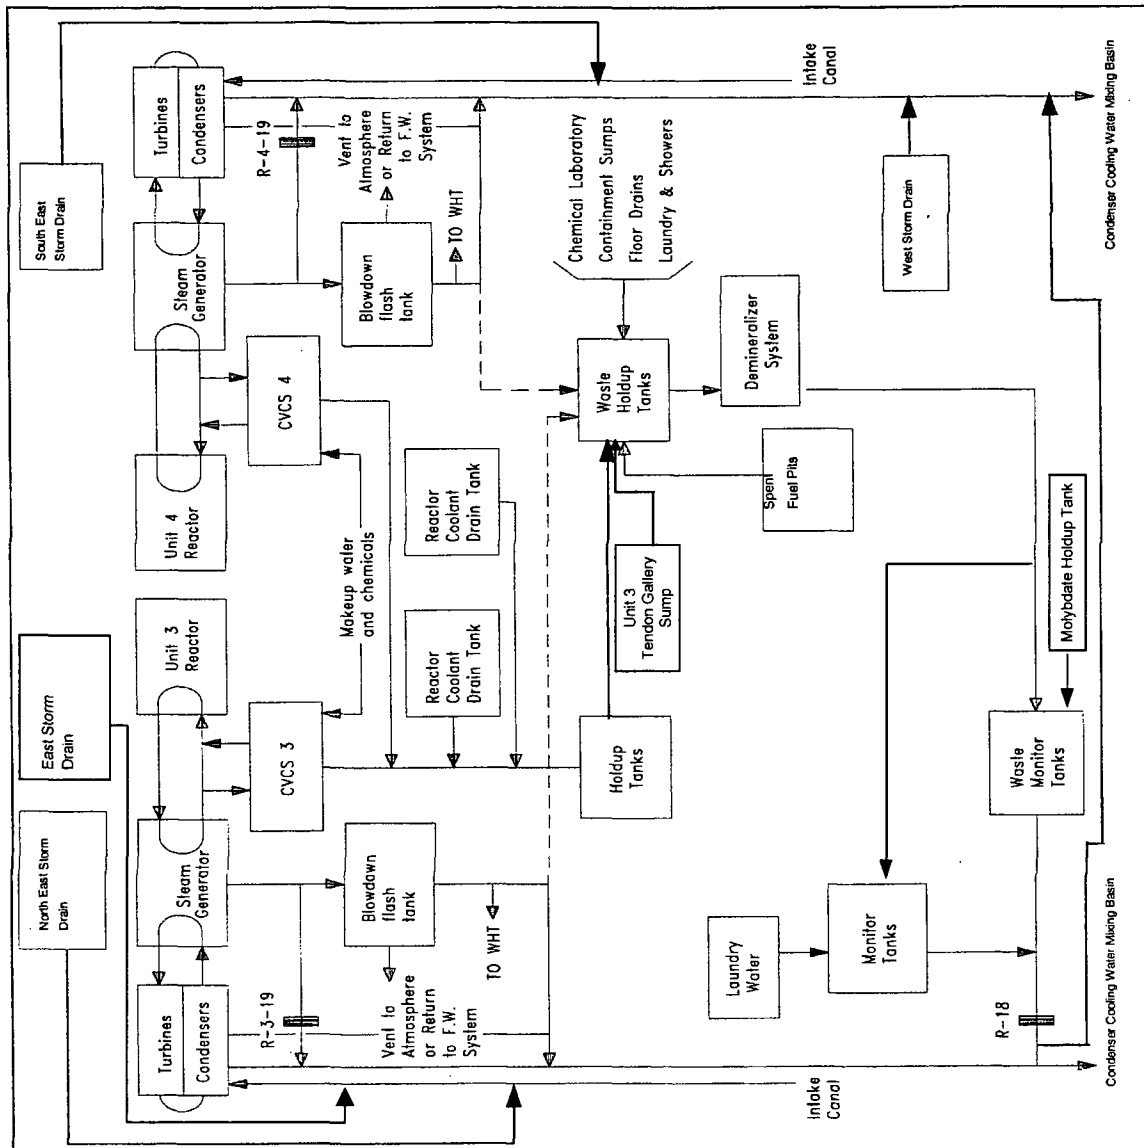 South East
Storm Drain
Turbines
Condensers
Intake
Canal
Condenser Cooling Water Mixing Basin
R-4-19
Vent to
Atmosphere
or Return
to F.W.
System
Steam
Generator
Blowdown
flash
tank
TO WHT
Chemical Laboratory
Containment Sumps
Floor Drains
Laundry & Showers
West Storm Drain
CVCS 4
Waste
Holdup
Tanks
Demineralizer
System
Unit 4
Reactor
Reactor
Coolant
Drain Tank
Spent
Fuel Pits
Molybdate Holdup Tank
Makeup water
and chemicals
Unit 3
Tendon Gallery
Sump
Unit 3
Reactor
Reactor
Coolant
Drain Tank
East Storm
Drain
CVCS 3
Holdup
Tanks
Waste
Monitor
Tanks
North East Storm
Drain
Steam
Generator
Blowdown
flash
tank
TO WHT
Laundry
Water
Monitor
Tanks
R-3-19
Vent to
Atmosphere
or Return
to F.W.
System
R-18
Turbines
Condensers
Intake
Canal
Condenser Cooling Water Mixing Basin